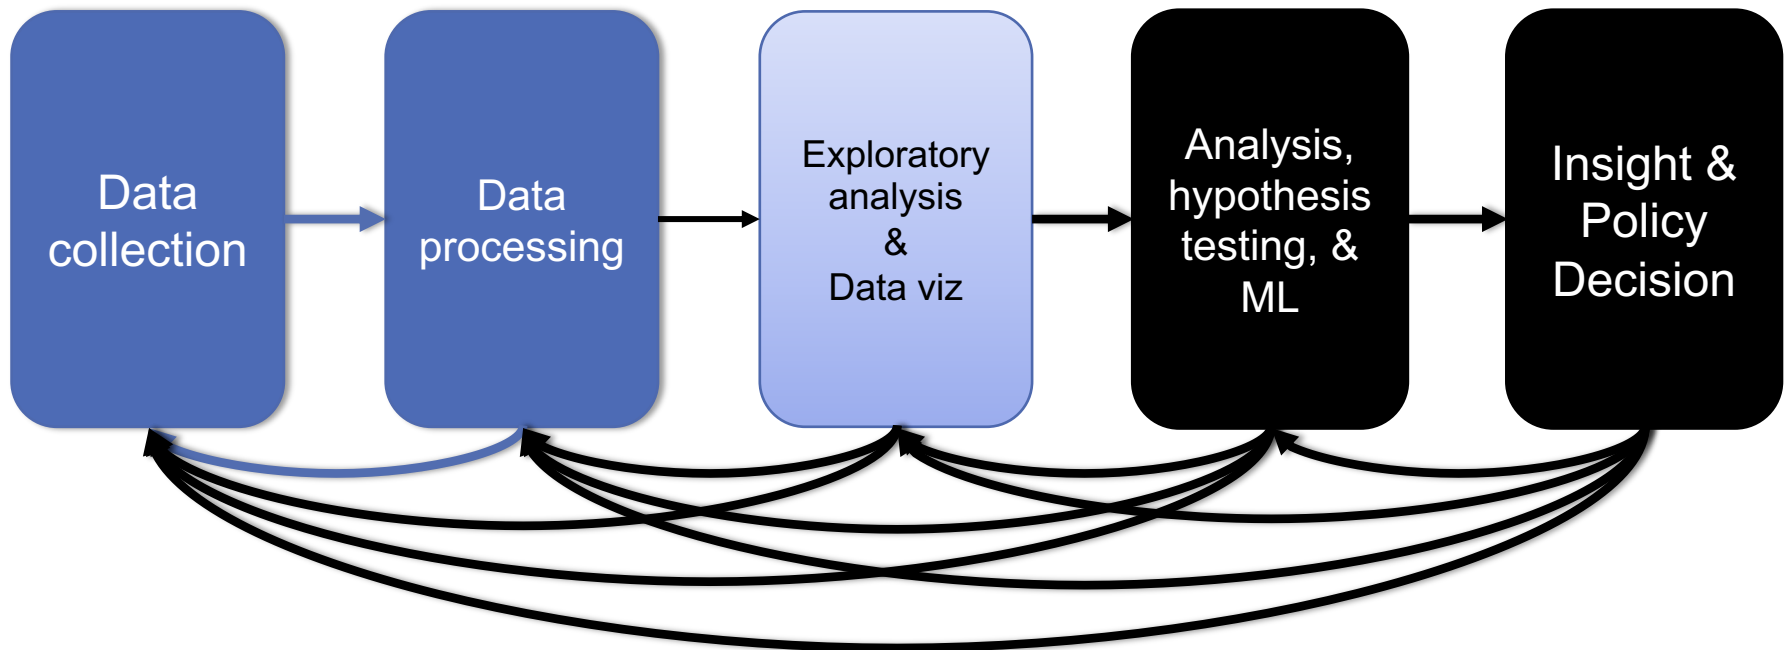 Data
collection
Data
processing
Exploratory
analysis
&
Data viz
Analysis,
hypothesis
testing, &
ML
Insight &
Policy
Decision